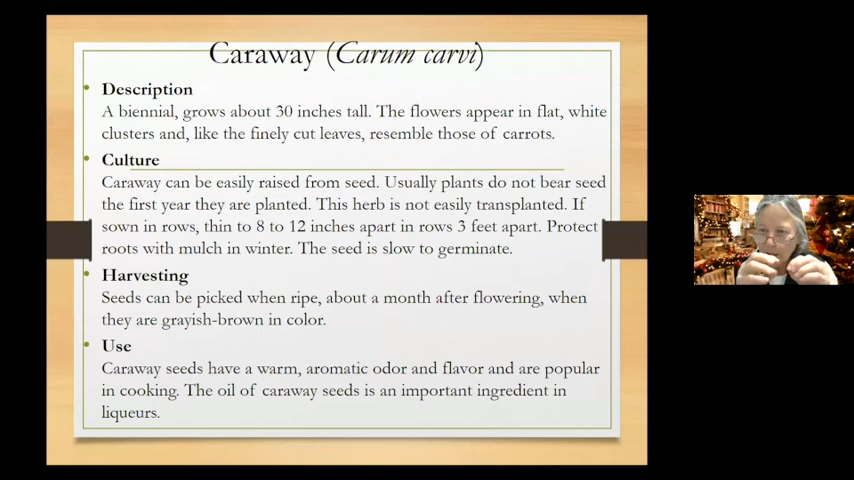 Caraway (Carum carvi)
• Description
A biennial, grows about 30 inches tall. The flowers appear in flat, white
clusters and, like the finely cut leaves, resemble those of carrots.
• Culture
Caraway can be easily raised from seed. Usually plants do not bear seed
the first year they are planted. This herb is not easily transplanted. If
sown in rows, thin to 8 to 12 inches apart in rows 3 feet apart. Protect
roots with mulch in winter. The seed is slow to germinate.
• Harvesting
Seeds can be picked when ripe, about a month after flowering, when
they are grayish-brown in color.
• Use
Caraway seeds have a warm, aromatic odor and flavor and are popular
in cooking. The oil of caraway seeds is an important ingredient in
liqueurs.